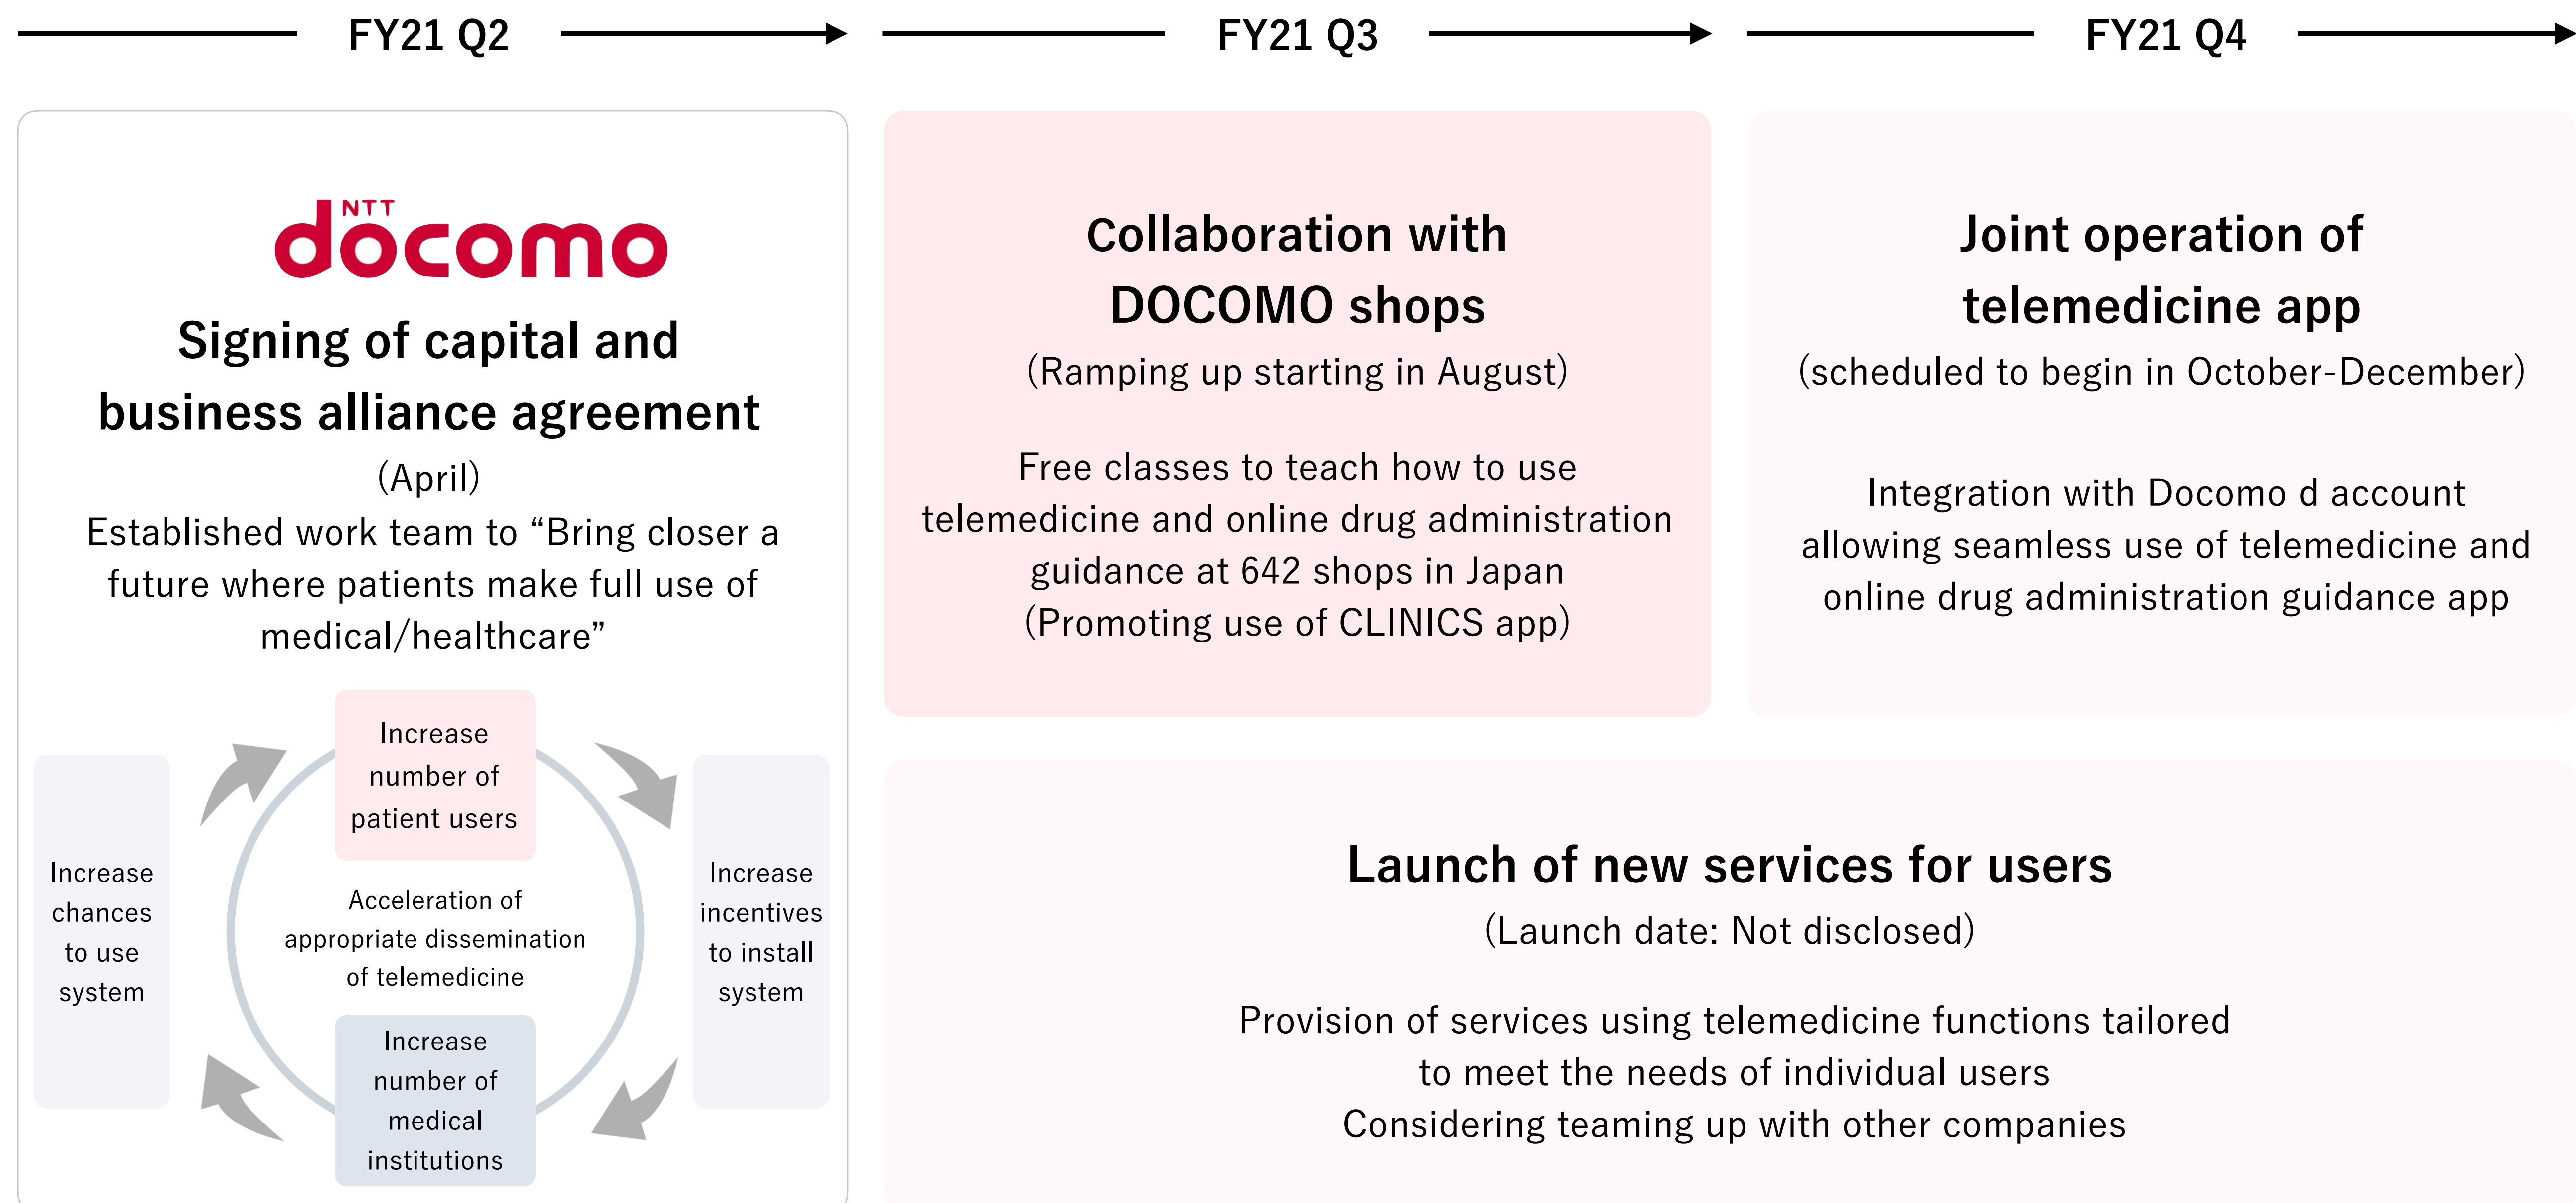 FY21 Q2
FY21 Q3
FY21 Q4
NTT
docomo
Signing of capital and
business alliance agreement
(April)
Established work team to “Bring closer a
future where patients make full use of
medical/healthcare”
Increase
number of
patient users
Increase
chances
to use
system
Acceleration of
appropriate dissemination
of telemedicine
Increase
incentives
to install
system
Increase
number of
medical
institutions
Collaboration with
DOCOMO shops
(Ramping up starting in August)
Free classes to teach how to use
telemedicine and online drug administration
guidance at 642 shops in Japan
(Promoting use of CLINICS app)
Joint operation of
telemedicine app
(scheduled to begin in October-December)
Integration with Docomo d account
allowing seamless use of telemedicine and
online drug administration guidance app
Launch of new services for users
(Launch date: Not disclosed)
Provision of services using telemedicine functions tailored
to meet the needs of individual users
Considering teaming up with other companies